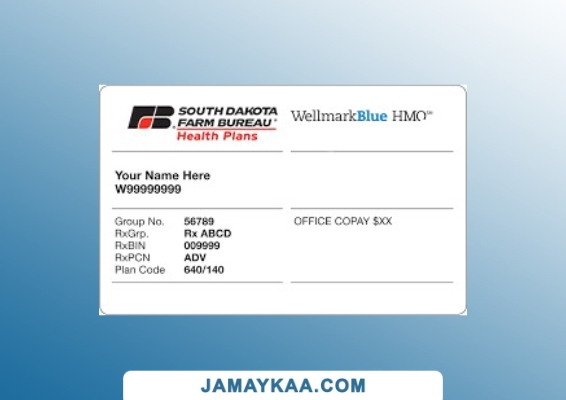 SOUTH DAKOTA
FARM BUREAU®
Health Plans
WellmarkBlue HMO℠
Your Name Here
W99999999
Group No. 56789
RxGrp. Rx ABCD
RxBIN 009999
RxPCN ADV
Plan Code 640/140
OFFICE COPAY $XX
JAMAYKAA.COM